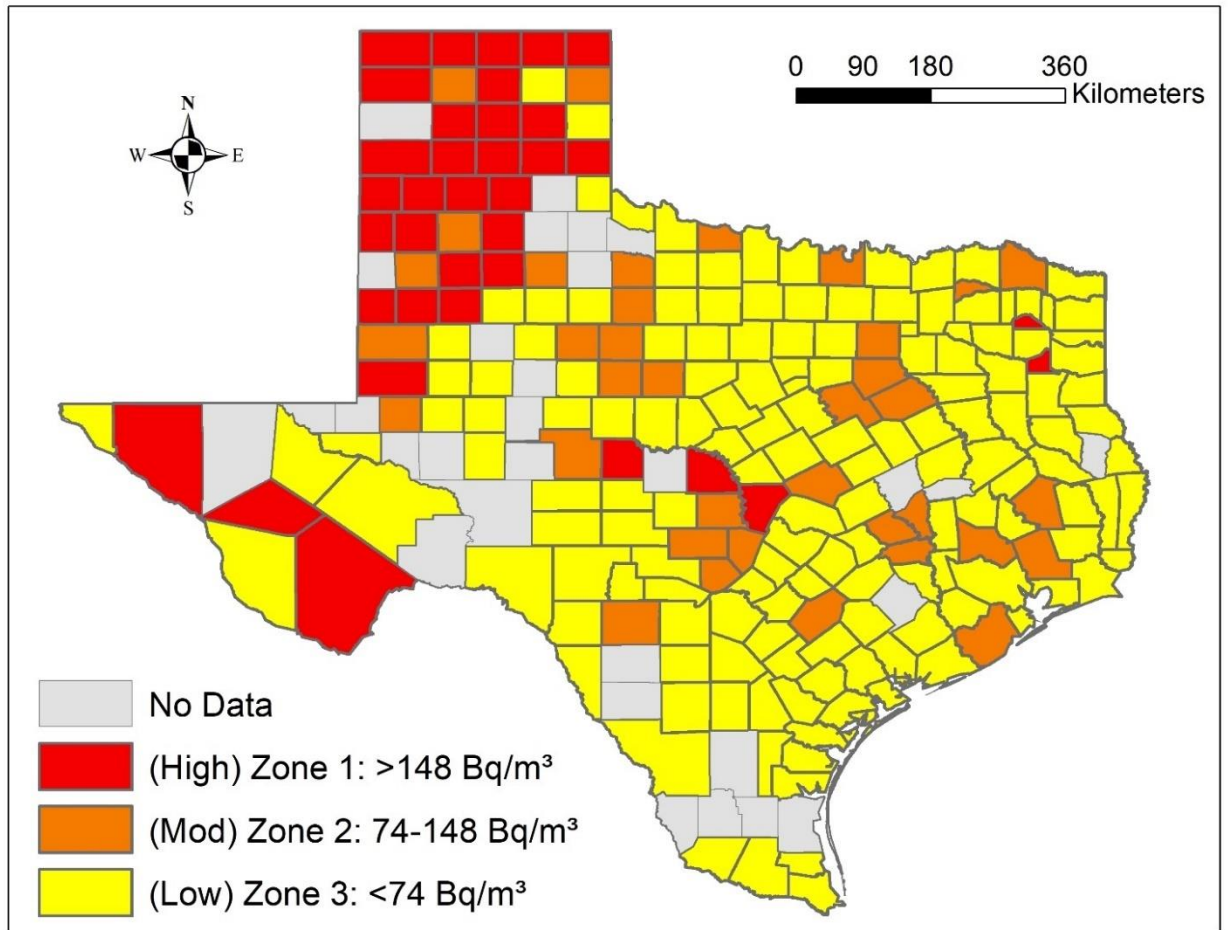 0 90 180 360
Kilometers
N
W E
S
No Data
(High) Zone 1: >148 Bq/m³
(Mod) Zone 2: 74-148 Bq/m³
(Low) Zone 3: <74 Bq/m³